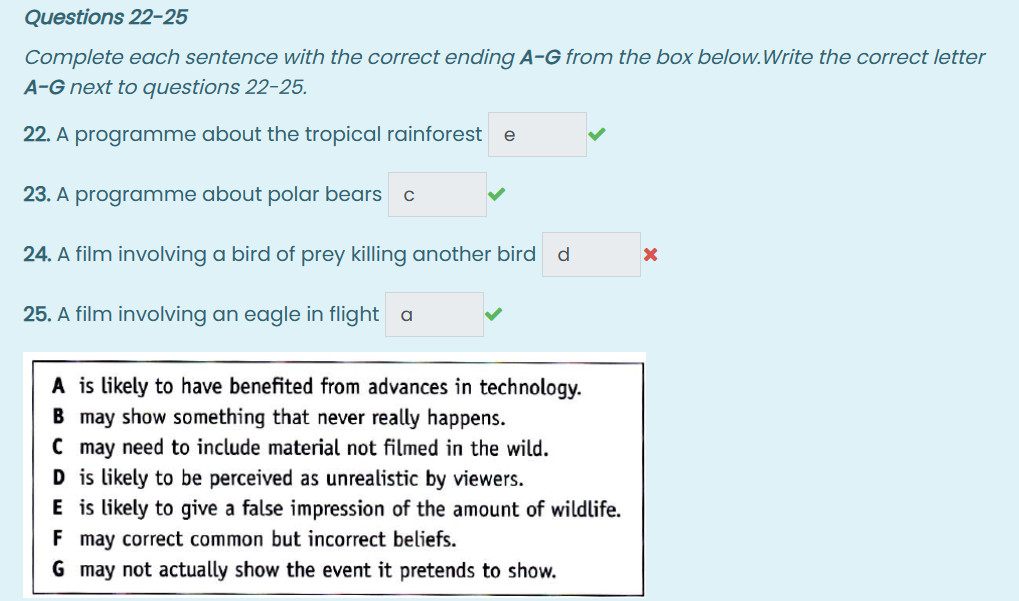 Questions 22-25
Complete each sentence with the correct ending A-G from the box below.Write the correct letter
A-G next to questions 22-25.
22. A programme about the tropical rainforest e
23. A programme about polar bears c
24. A film involving a bird of prey killing another bird d
25. A film involving an eagle in flight a
A is likely to have benefited from advances in technology.
B may show something that never really happens.
C may need to include material not filmed in the wild.
D is likely to be perceived as unrealistic by viewers.
E is likely to give a false impression of the amount of wildlife.
F may correct common but incorrect beliefs.
G may not actually show the event it pretends to show.